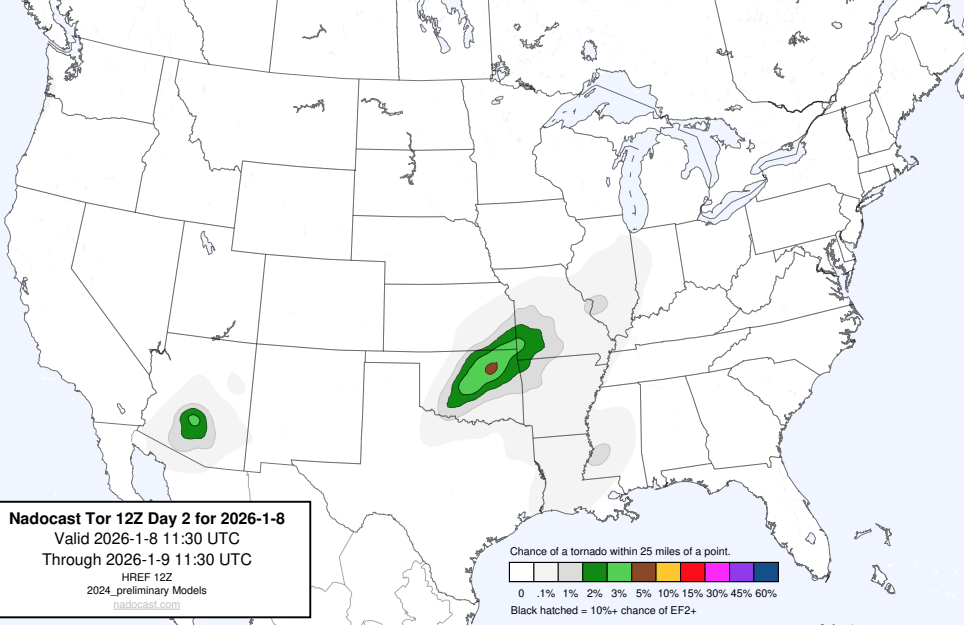 Nadocast Tor 12Z Day 2 for 2026-1-8
Valid 2026-1-8 11:30 UTC
Through 2026-1-9 11:30 UTC
HREF 12Z
2024_preliminary Models
nadocast.com
Chance of a tornado within 25 miles of a point.
0 .1% 1% 2% 3% 5% 10% 15% 30% 45% 60%
Black hatched = 10%+ chance of EF2+